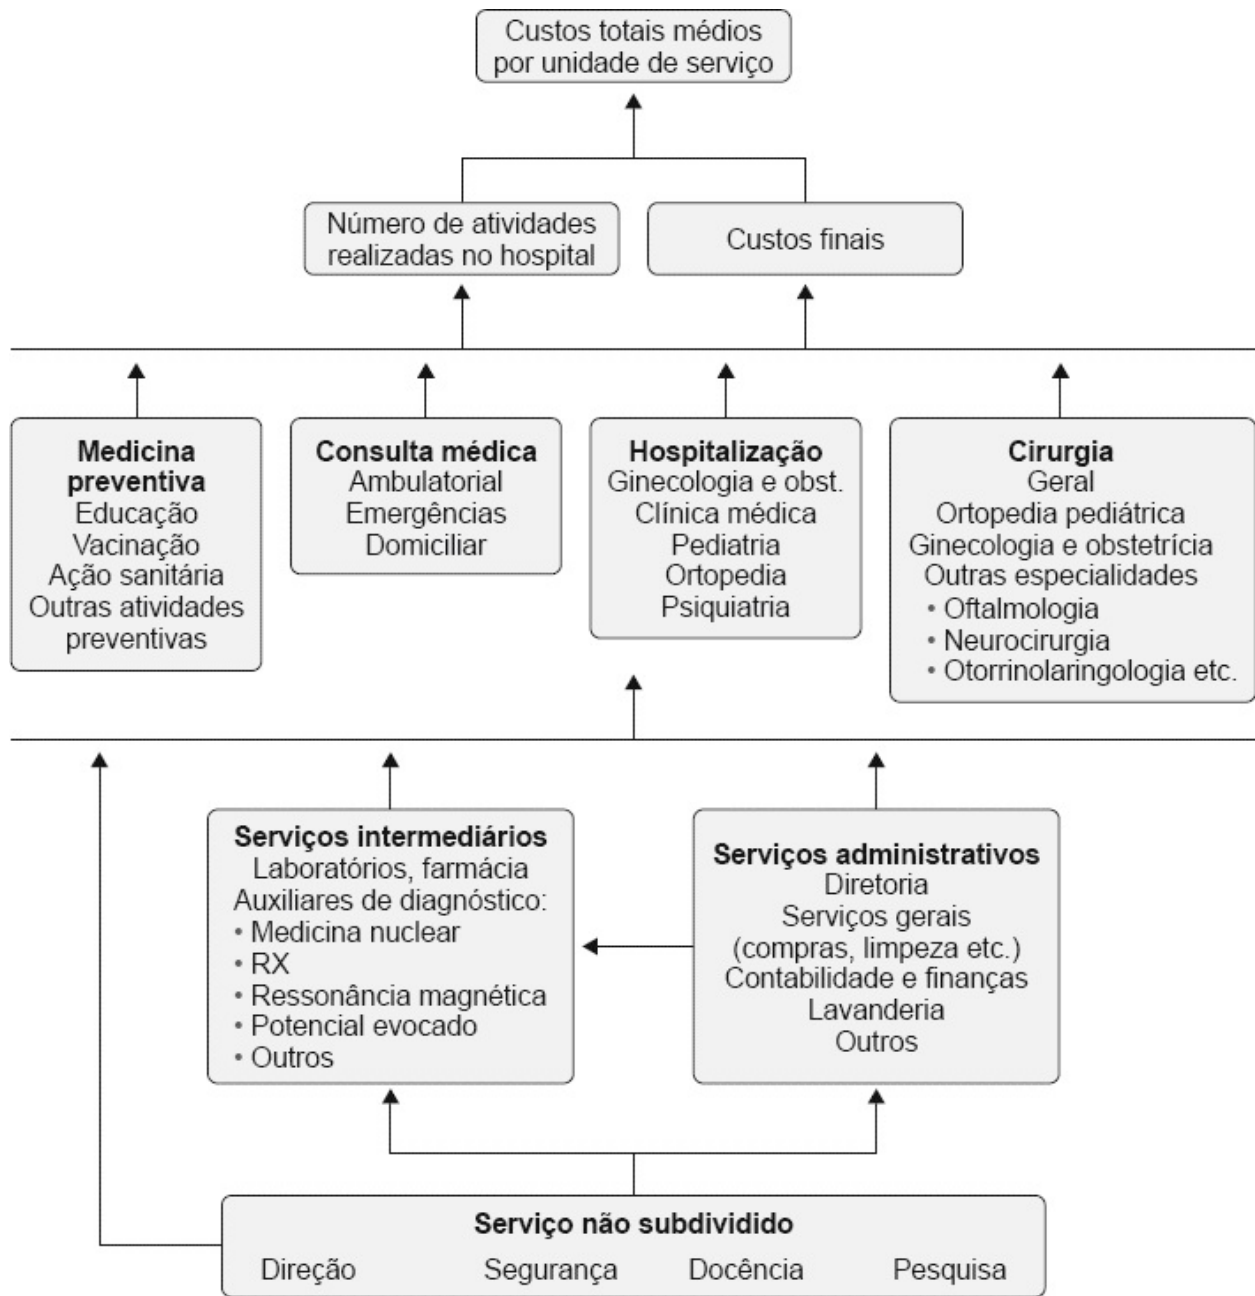 Custos totais médios
por unidade de serviço
Número de atividades
realizadas no hospital
Custos finais
Medicina
preventiva
Educação
Vacinação
Ação sanitária
Outras atividades
preventivas
Consulta médica
Ambulatorial
Emergências
Domiciliar
Hospitalização
Ginecologia e obst.
Clínica médica
Pediatria
Ortopedia
Psiquiatria
Cirurgia
Geral
Ortopedia pediátrica
Ginecologia e obstetrícia
Outras especialidades
• Oftalmologia
• Neurocirurgia
• Otorrinolaringologia etc.
Serviços intermediários
Laboratórios, farmácia
Auxiliares de diagnóstico:
• Medicina nuclear
• RX
• Ressonância magnética
• Potencial evocado
• Outros
Serviços administrativos
Diretoria
Serviços gerais
(compras, limpeza etc.)
Contabilidade e finanças
Lavanderia
Outros
Serviço não subdividido
Direção Segurança Docência Pesquisa